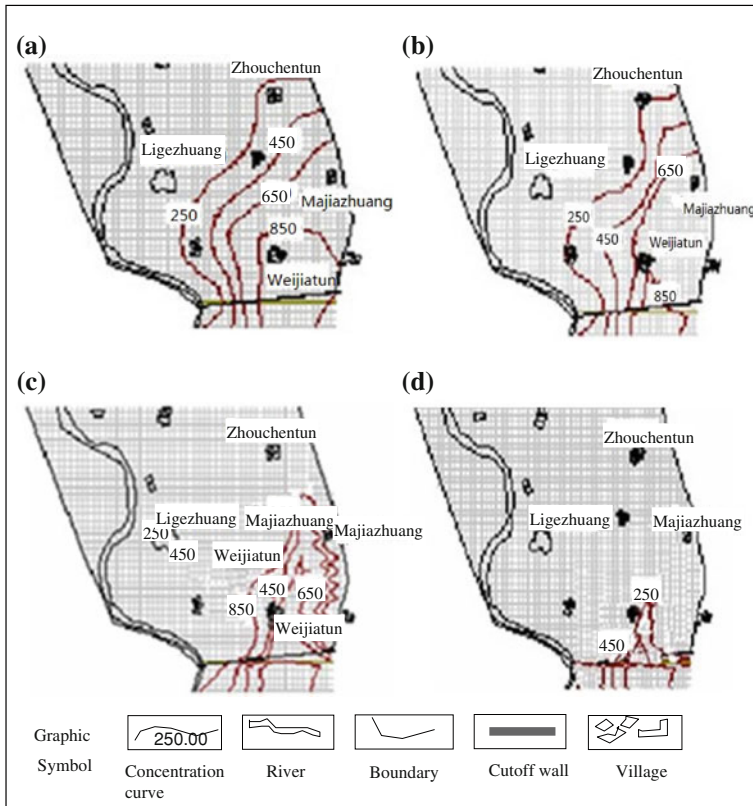 (a)
Zhouchentun
Ligezhuang
450
650
250
Majiazhuang
850
Weijiatun
(b)
Zhouchentun
Ligezhuang
650
250
Majiazhuang
450
Weijiatun
850
(c)
Zhouchentun
Ligezhuang Majiazhuang
250
Majiazhuang
450
Weijiatun
450
650
850
Weijiatun
(d)
Zhouchentun
Ligezhuang
Majiazhuang
250
450
Graphic
Symbol
250.00
Concentration
curve
River
Boundary
Cutoff wall
Village